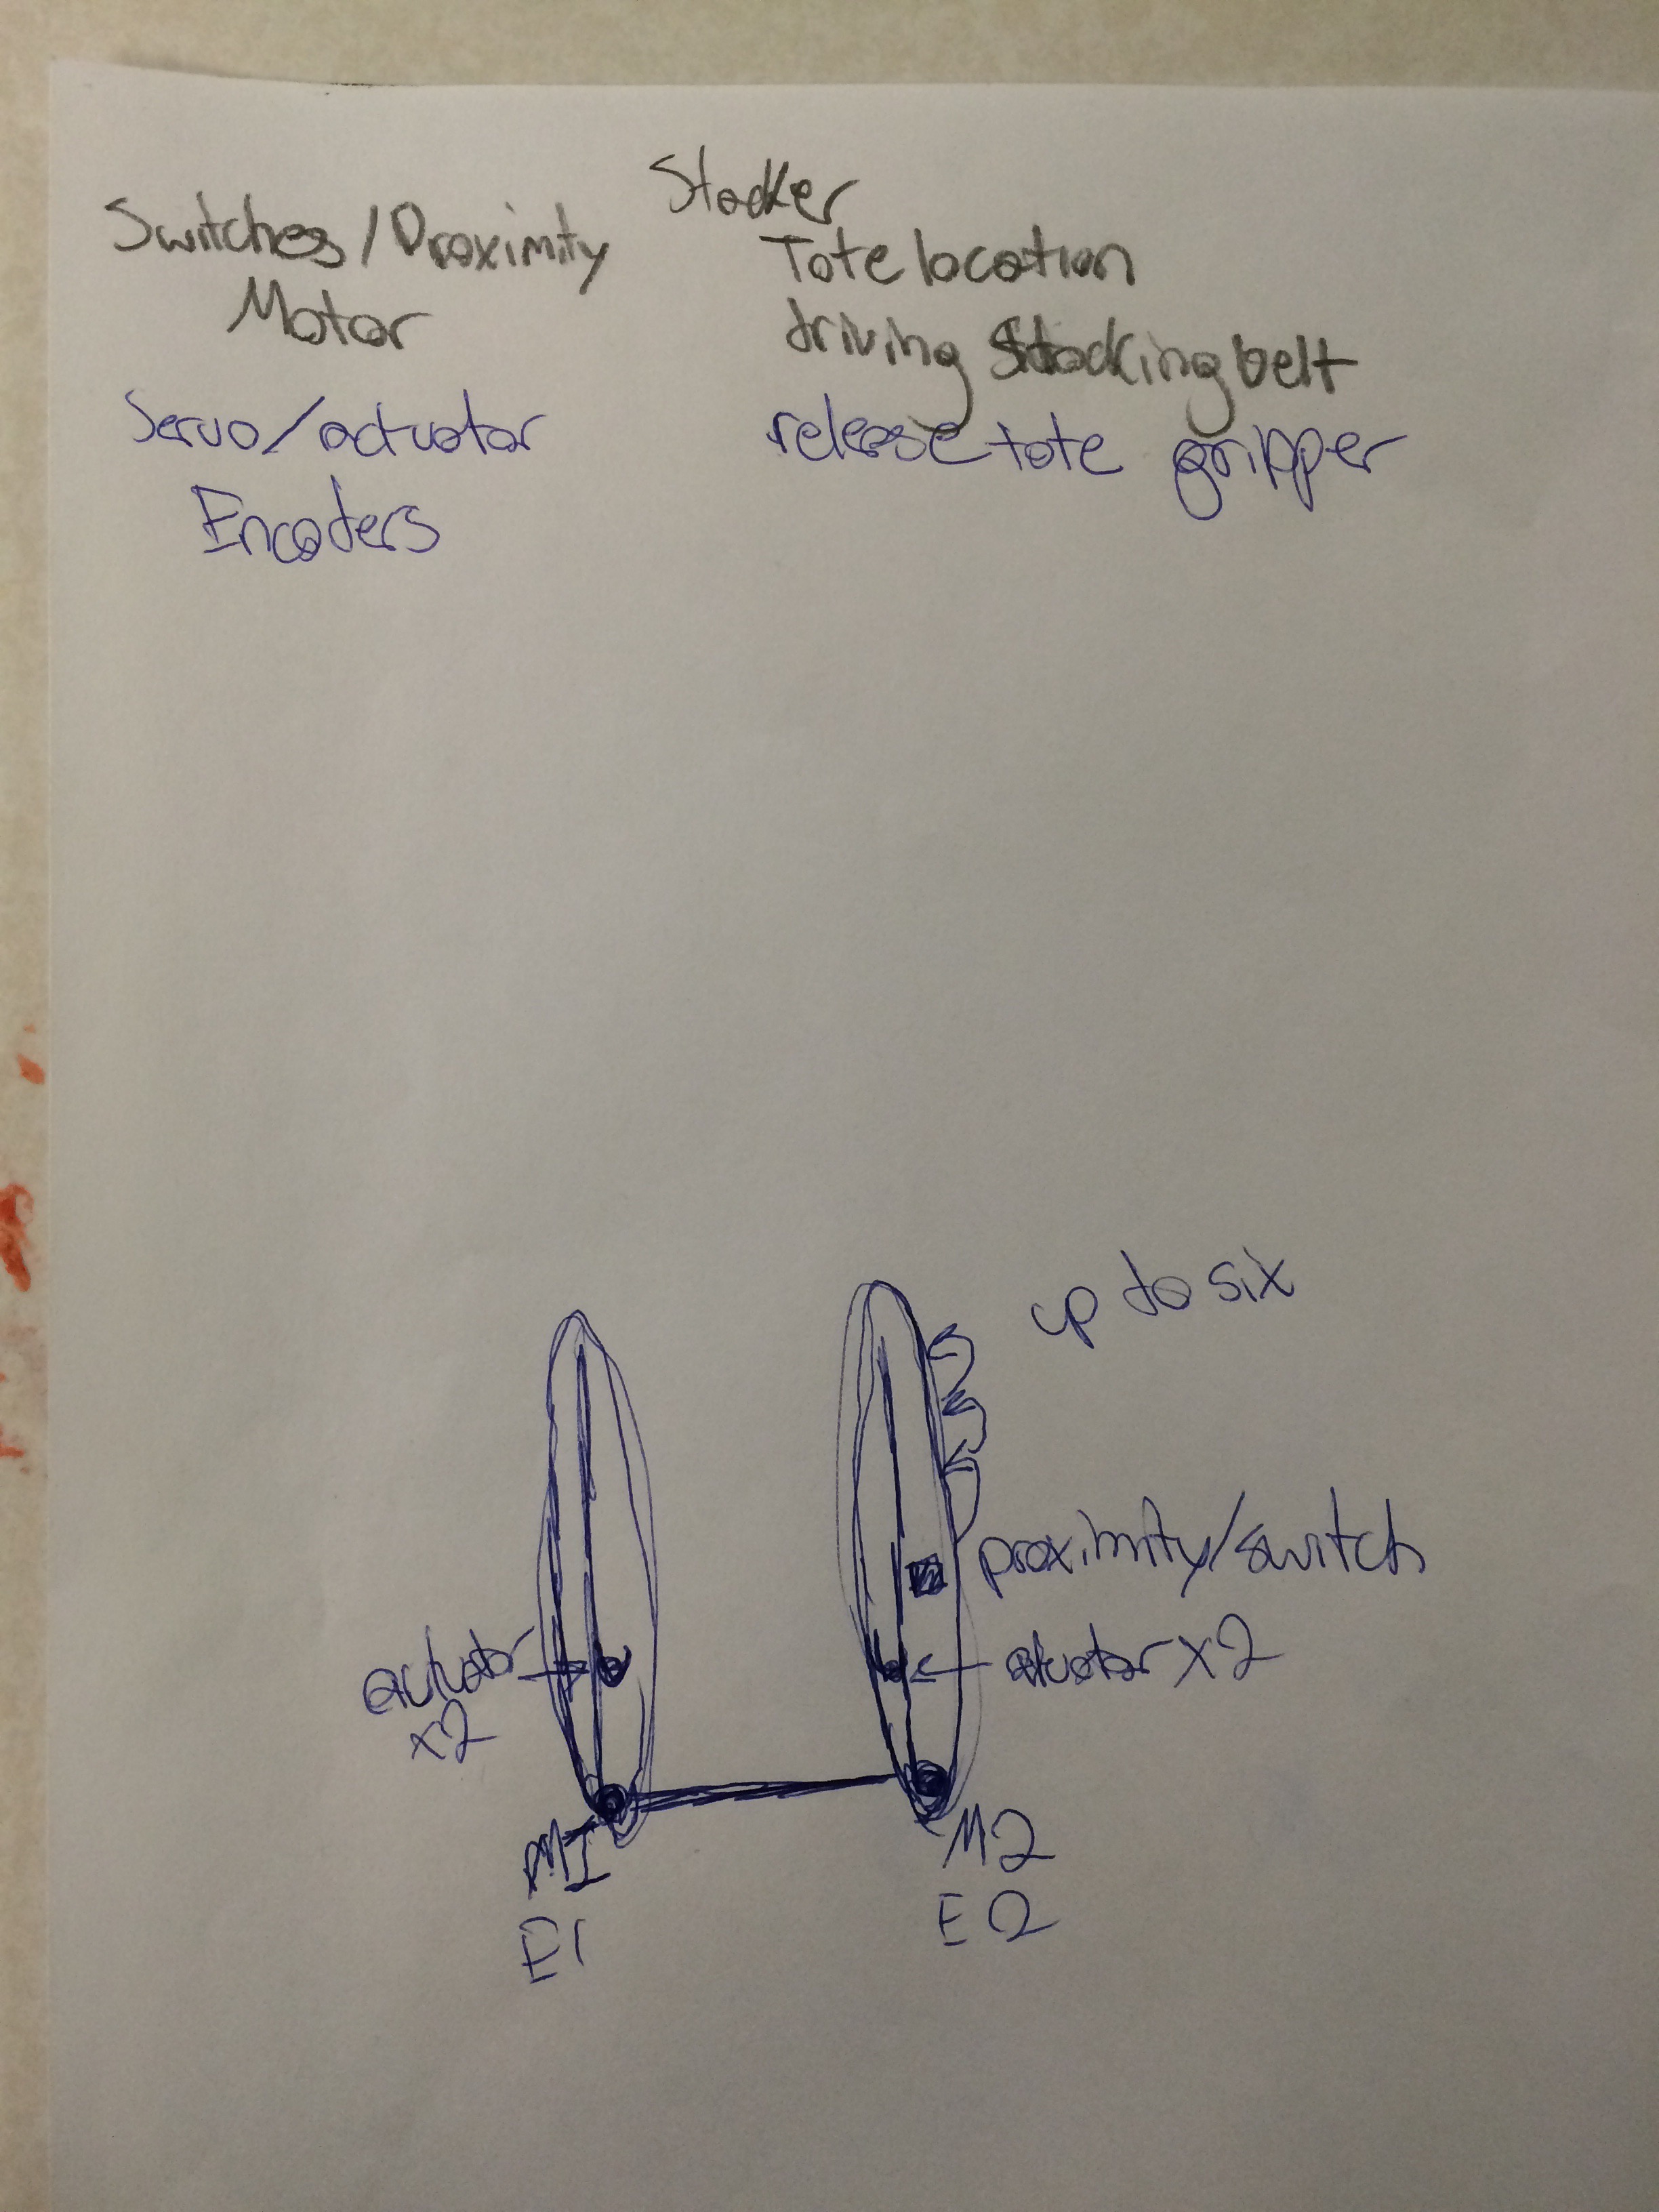 Stacker
Switches/Proximity Tote location
Motor driving Stacking belt
Servo/actuator release tote gripper
Encoders
up to six
proximity/switch
actuator x2
actuator x2
M1 M2
E1 E2